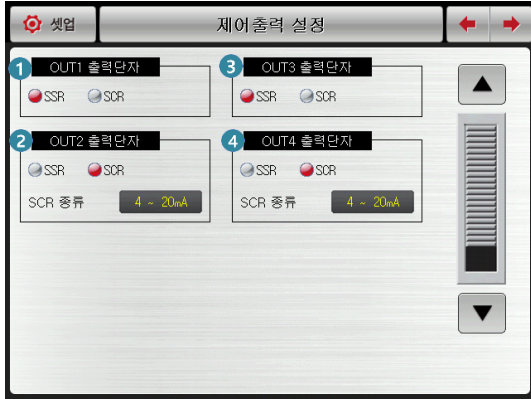 셋업 제어출력 설정
1 OUT1 출력단자
SSR SCR
2 OUT2 출력단자
SSR SCR
SCR 종류 4 ~ 20mA
3 OUT3 출력단자
SSR SCR
4 OUT4 출력단자
SSR SCR
SCR 종류 4 ~ 20mA